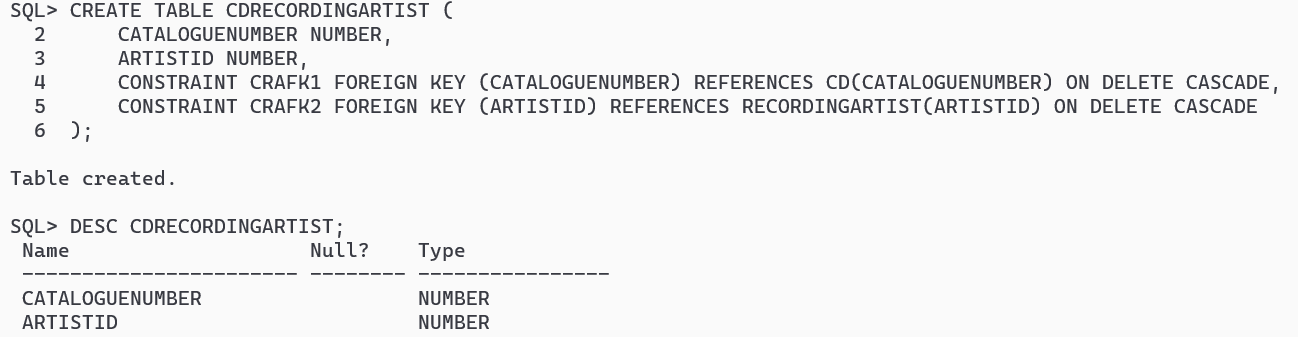 SQL> CREATE TABLE CDRECORDINGARTIST (
  2      CATALOGUENUMBER NUMBER,
  3      ARTISTID NUMBER,
  4      CONSTRAINT CRAFK1 FOREIGN KEY (CATALOGUENUMBER) REFERENCES CD(CATALOGUENUMBER) ON DELETE CASCADE,
  5      CONSTRAINT CRAFK2 FOREIGN KEY (ARTISTID) REFERENCES RECORDINGARTIST(ARTISTID) ON DELETE CASCADE
  6  );
Table created.
SQL> DESC CDRECORDINGARTIST;
 Name                    Null?    Type
 ----------------------- -------- ----------------
 CATALOGUENUMBER                  NUMBER
 ARTISTID                         NUMBER